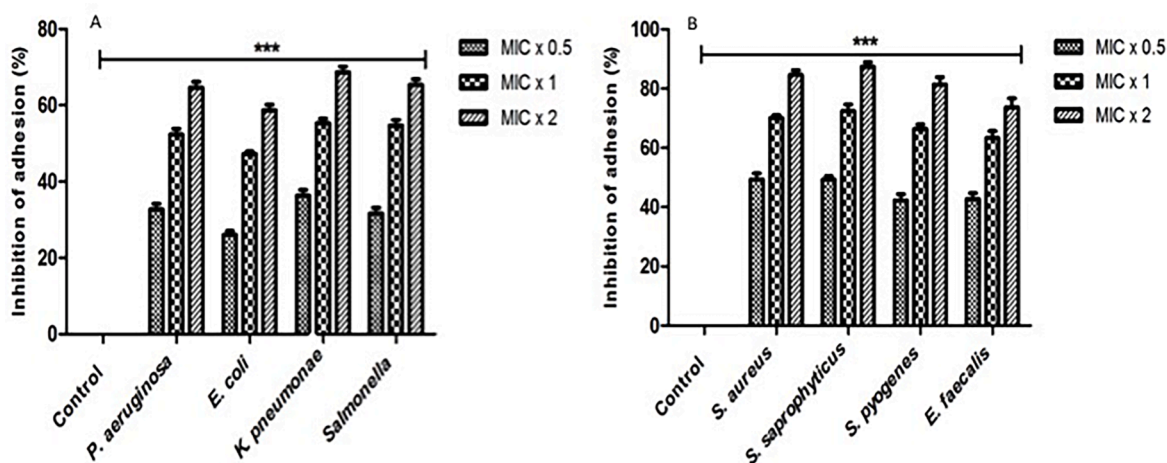 A
***
80
60
40
20
0
Inhibition of adhesion (%)
Control
P. aeruginosa
E. coli
K. pneumonae
Salmonella
MIC x 0.5
MIC x 1
MIC x 2
B
***
100
80
60
40
20
0
Inhibition of adhesion (%)
Control
S. aureus
S. saprophyticus
S. pyogenes
E. faecalis
MIC x 0.5
MIC x 1
MIC x 2